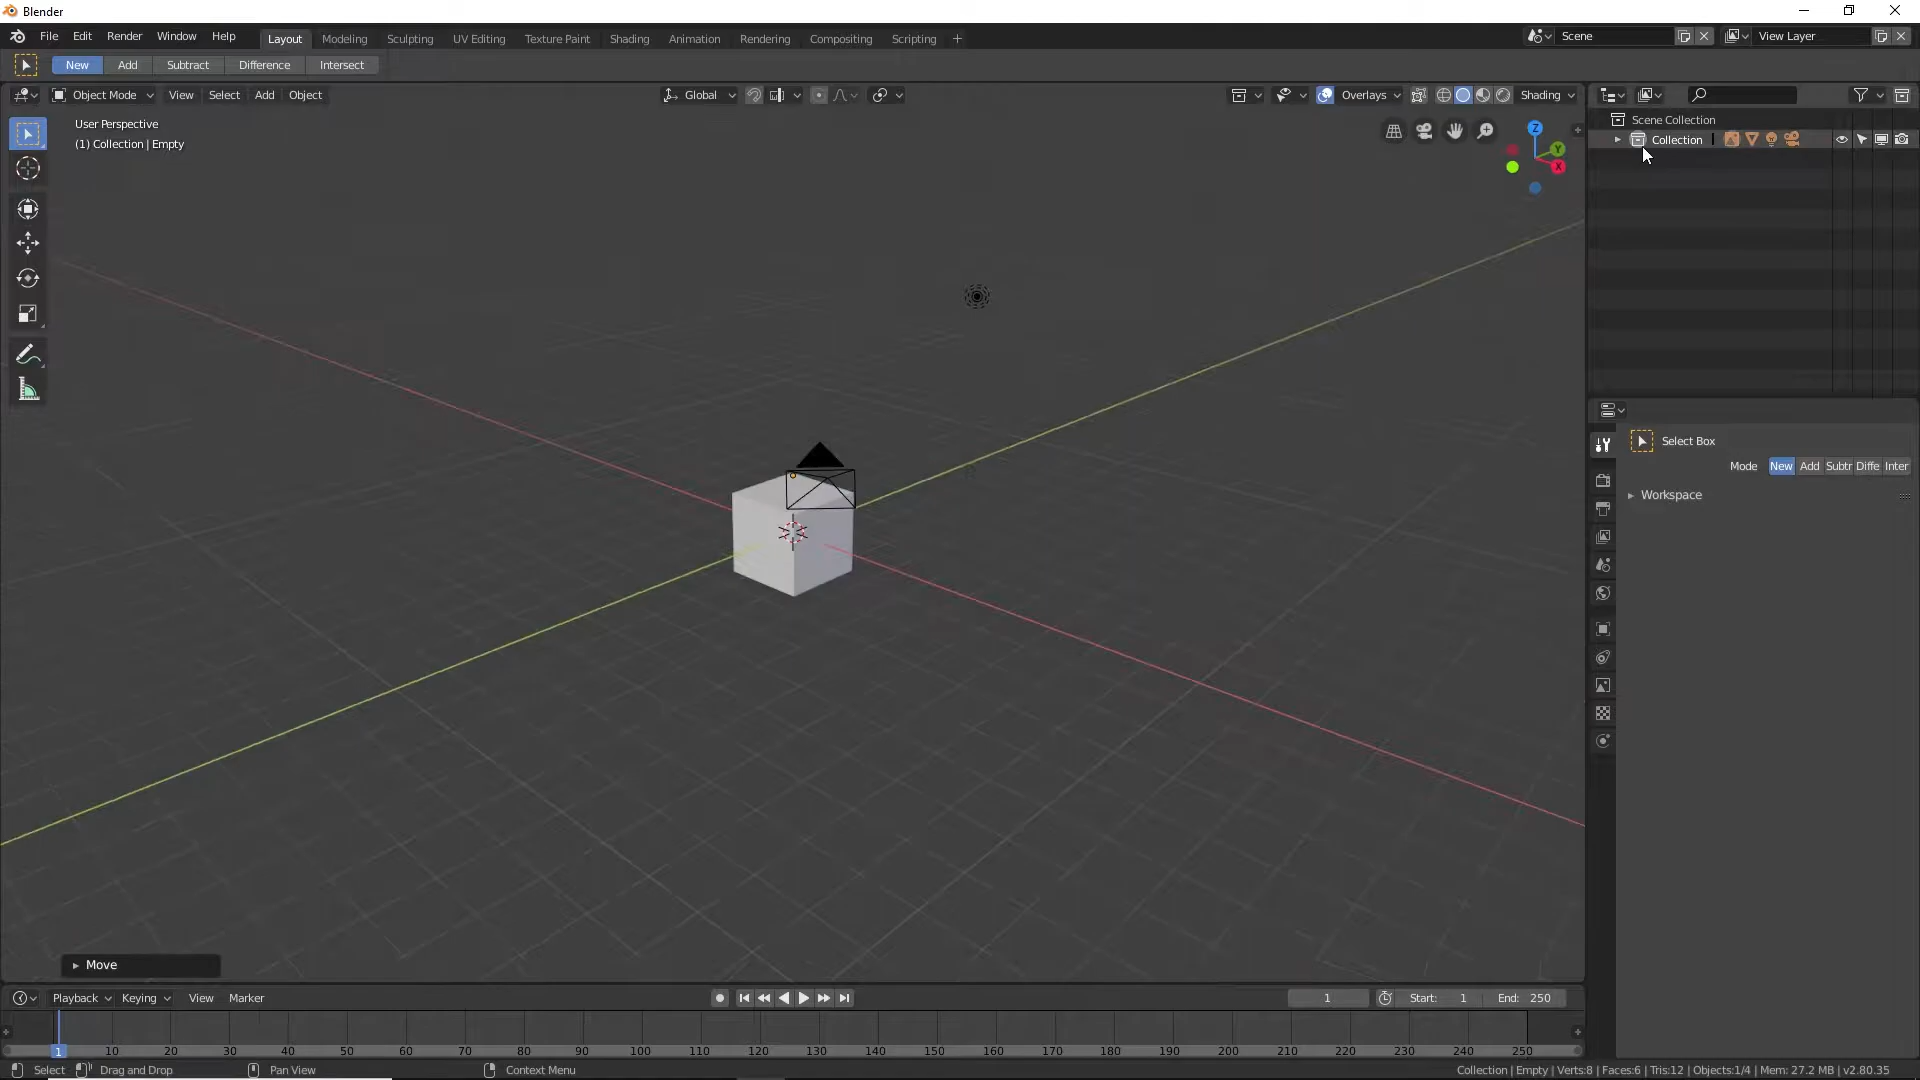 Blender
File Edit Render Window Help Layout Modeling Sculpting UV Editing Texture Paint Shading Animation Rendering Compositing Scripting + Scene View Layer
New Add Subtract Difference Intersect
Object Mode View Select Add Object Global Overlays Shading
User Perspective
(1) Collection | Empty
Z
Y
X
Scene Collection
Collection
Select Box
Mode New Add Subtr Diffe Inter
Workspace
Move
Playback Keying View Marker 1 Start: 1 End: 250
1 10 20 30 40 50 60 70 80 90 100 110 120 130 140 150 160 170 180 190 200 210 220 230 240 250
Select Drag and Drop Pan View Context Menu Collection | Empty | Verts:8 | Faces:6 | Tris:12 | Objects:1/4 | Mem: 27.2 MB | v2.80.35